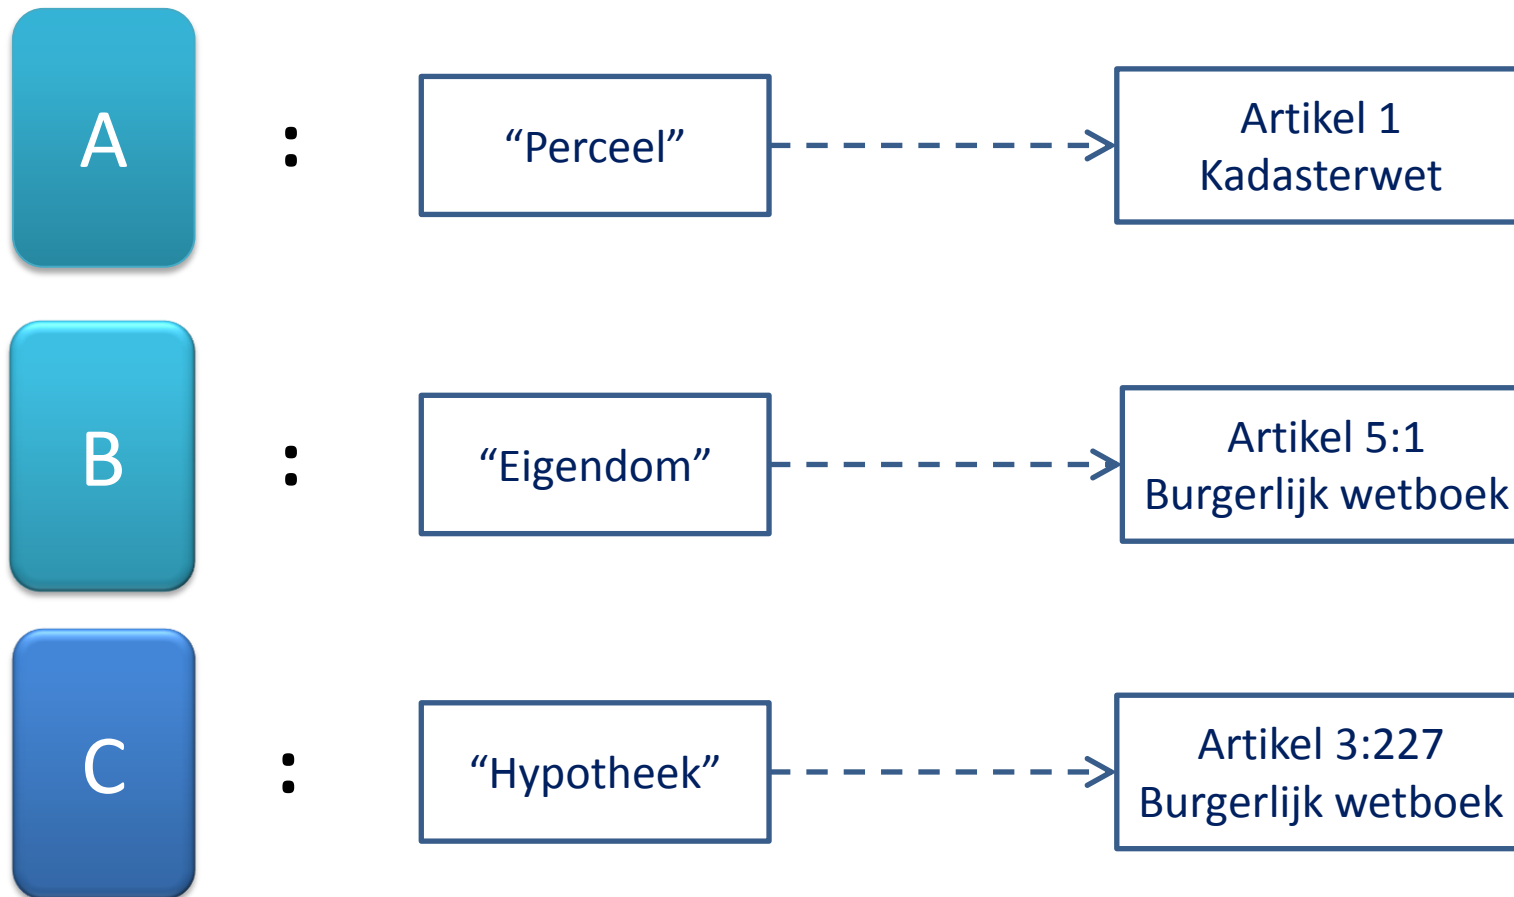 A : “Perceel” Artikel 1
Kadasterwet
B : “Eigendom” Artikel 5:1
Burgerlijk wetboek
C : “Hypotheek” Artikel 3:227
Burgerlijk wetboek